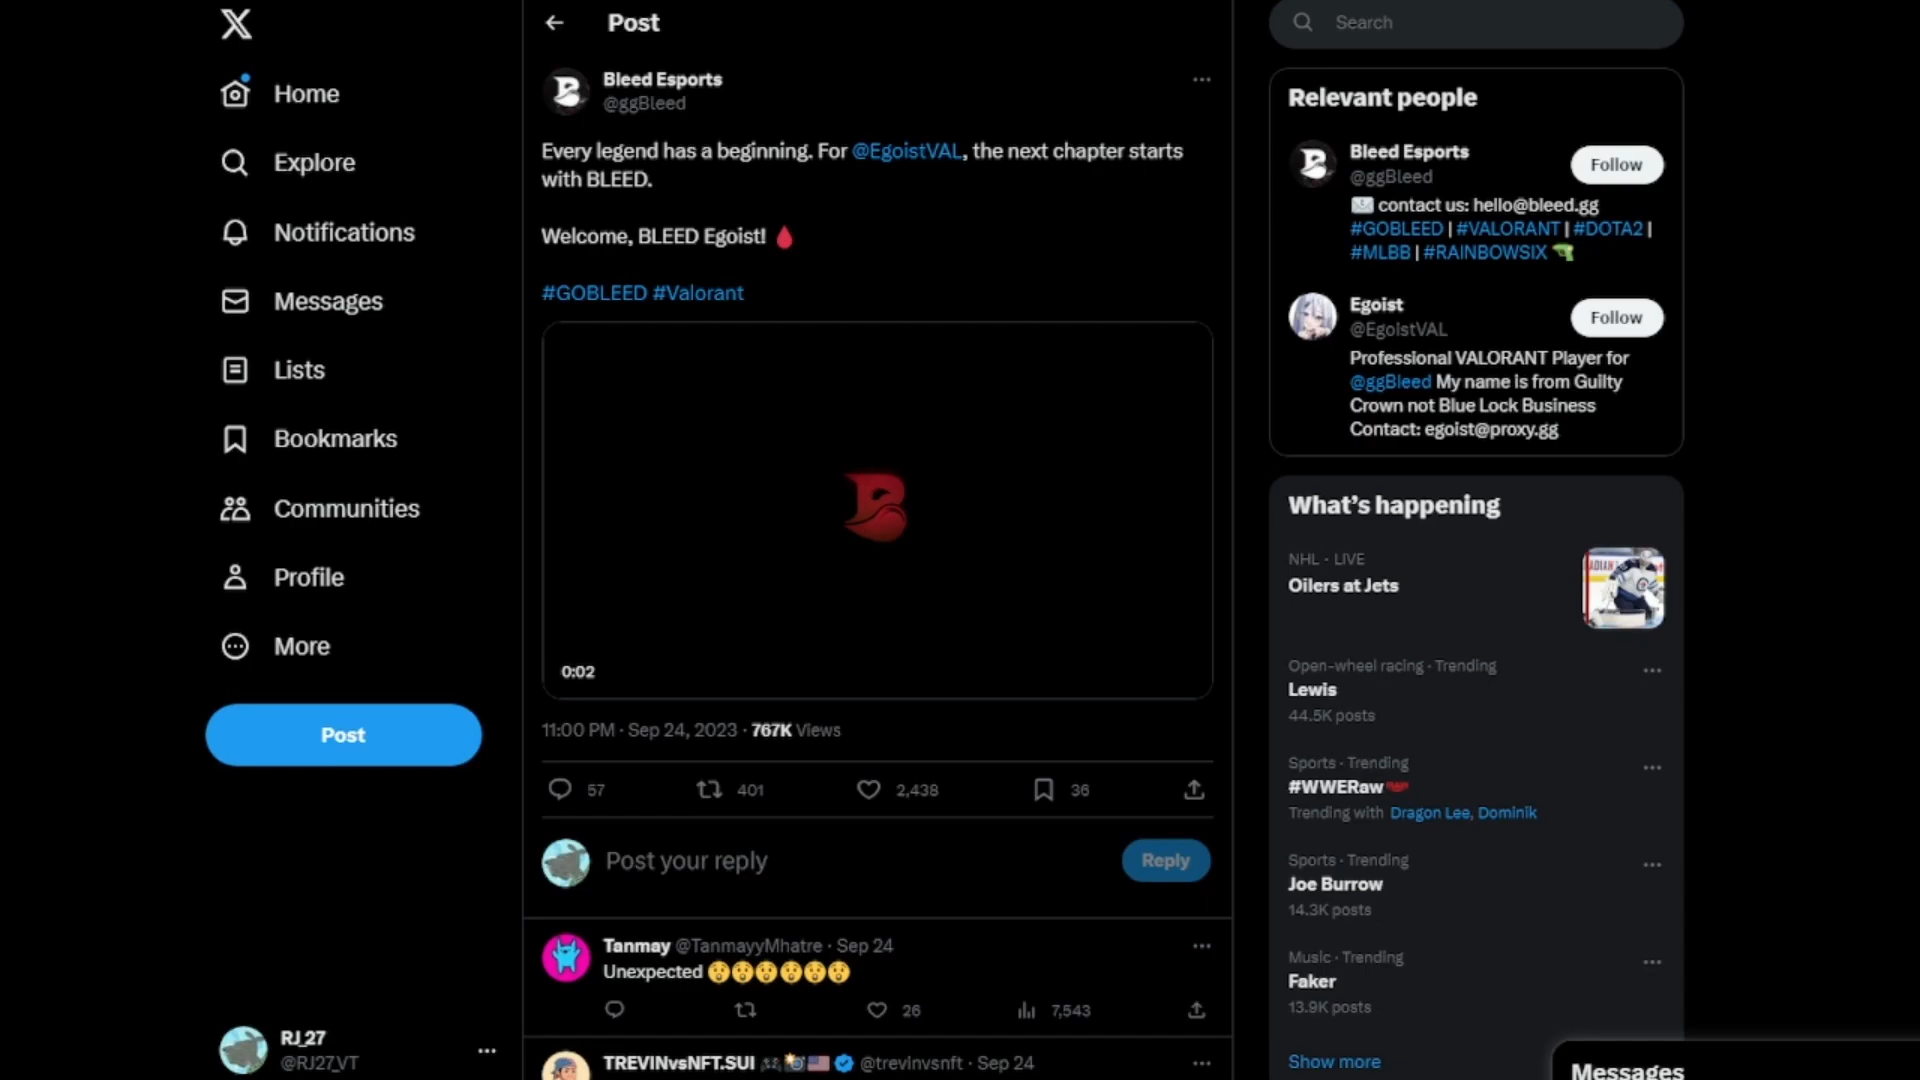 Home
Explore
Notifications
Messages
Lists
Bookmarks
Communities
Profile
More
Post
RJ_27
@RJ27_VT
Post
Bleed Esports
@ggBleed
Every legend has a beginning. For @EgoistVAL, the next chapter starts
with BLEED.
Welcome, BLEED Egoist! 🩸
#GOBLEED #Valorant
0:02
11:00 PM · Sep 24, 2023 · 767K Views
57 401 2,438 36
Post your reply
Reply
Tanmay @TanmayyMhatre · Sep 24
Unexpected 😲😲😲😲😲😲
26 7,543
TREVINvsNFT.SUI @trevinvsnft · Sep 24
Search
Relevant people
Bleed Esports
@ggBleed
Follow
📨 contact us: hello@bleed.gg
#GOBLEED | #VALORANT | #DOTA2 |
#MLBB | #RAINBOWSIX 🔫
Egoist
@EgoistVAL
Follow
Professional VALORANT Player for
@ggBleed My name is from Guilty
Crown not Blue Lock Business
Contact: egoist@proxy.gg
What's happening
NHL · LIVE
Oilers at Jets
Open-wheel racing · Trending
Lewis
44.5K posts
Sports · Trending
#WWERaw
Trending with Dragon Lee, Dominik
Sports · Trending
Joe Burrow
14.3K posts
Music · Trending
Faker
13.9K posts
Show more
Messages